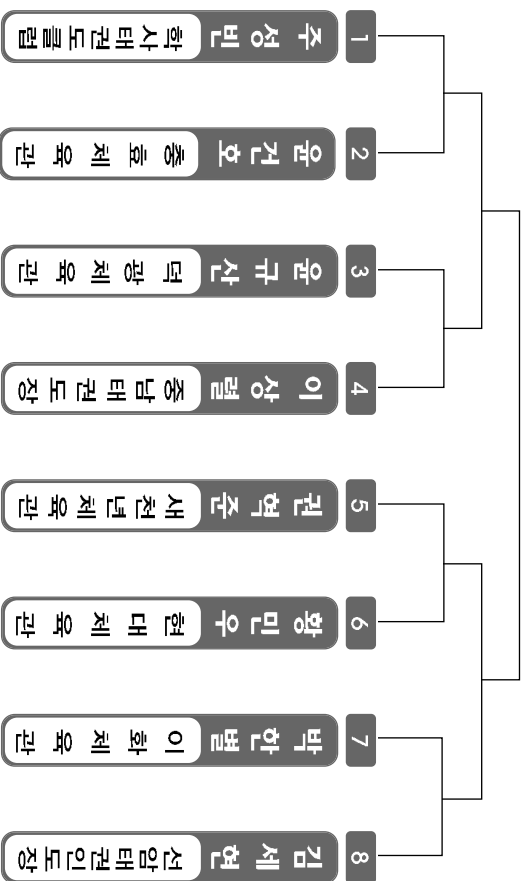 1 주성빈 학사태권도클럽
2 윤건호 충효체육관
3 윤규산 덕광체육관
4 이상렬 충남태권도장
5 권혁준 새천년체육관
6 황민우 현대체육관
7 박한별 이화체육관
8 김세현 선암태권인도장